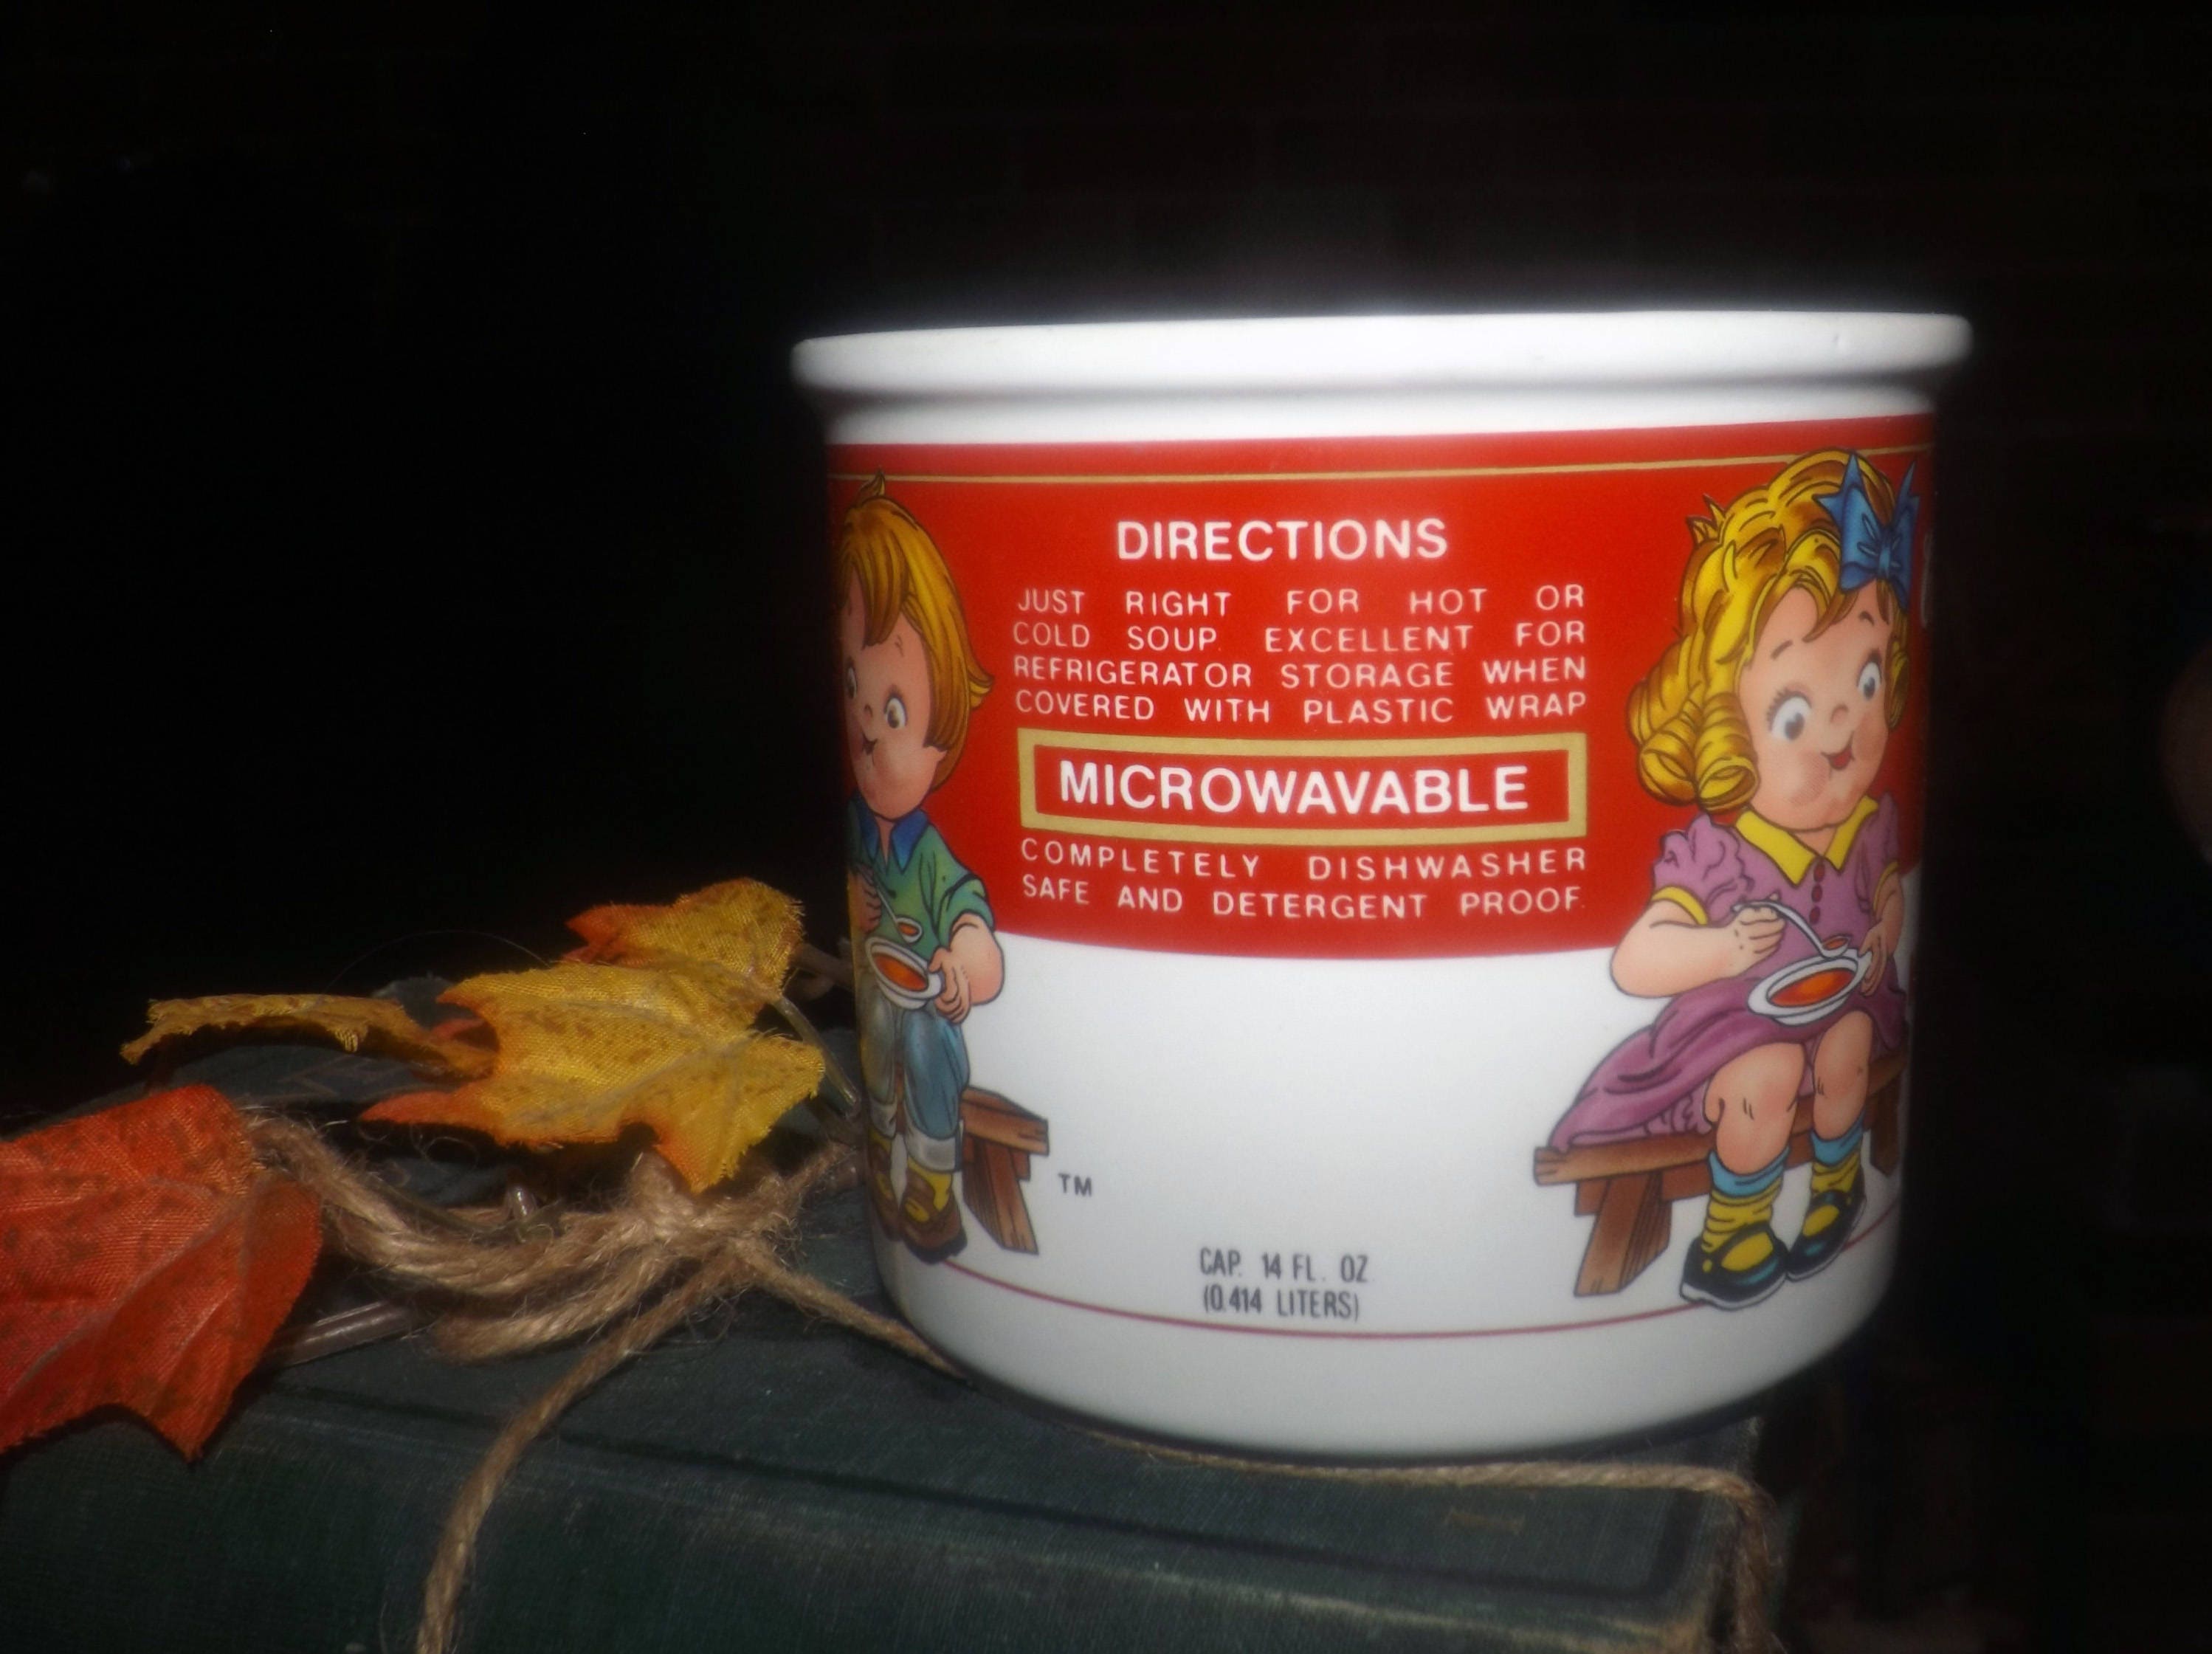 DIRECTIONS
JUST RIGHT FOR HOT OR
COLD SOUP. EXCELLENT FOR
REFRIGERATOR STORAGE WHEN
COVERED WITH PLASTIC WRAP
MICROWAVABLE
COMPLETELY DISHWASHER
SAFE AND DETERGENT PROOF.
TM
CAP. 14 FL. OZ.
(0.414 LITERS)